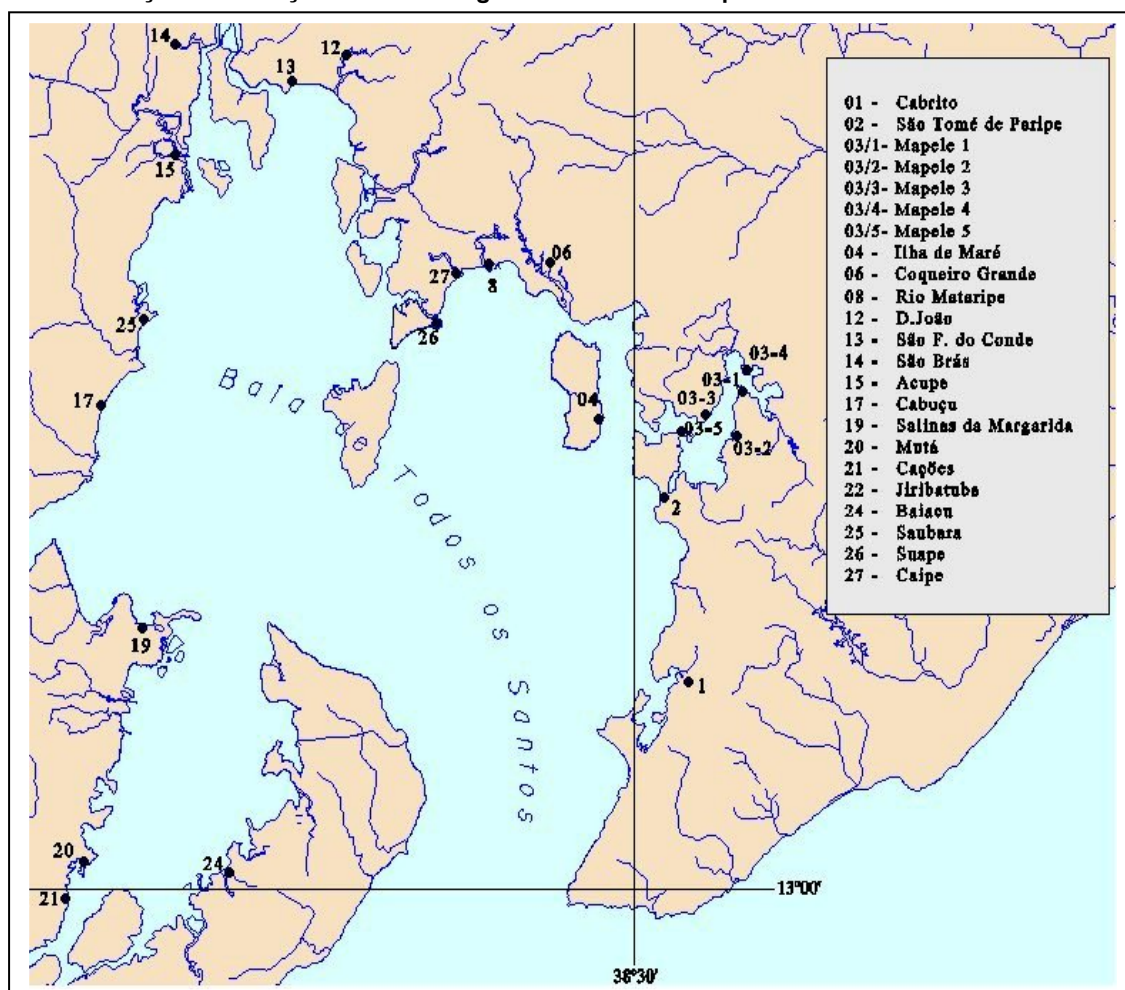 14
12
13
15
27
8
06
25
26
17
04
03-4
03-1
03-3
03-5
03-2
2
19
1
20
24
21
Baía de Todos os Santos
13º00'
38º30'
01 - Cabrito
02 - São Tomé de Paripe
03/1- Mapele 1
03/2- Mapele 2
03/3- Mapele 3
03/4- Mapele 4
03/5- Mapele 5
04 - Ilha de Maré
06 - Coqueiro Grande
08 - Rio Mataripe
12 - D.João
13 - São F. do Conde
14 - São Brás
15 - Acupe
17 - Cabuçu
19 - Salinas da Margarida
20 - Mutá
21 - Cações
22 - Jiribatuba
24 - Baiacu
25 - Saubara
26 - Suape
27 - Caipe